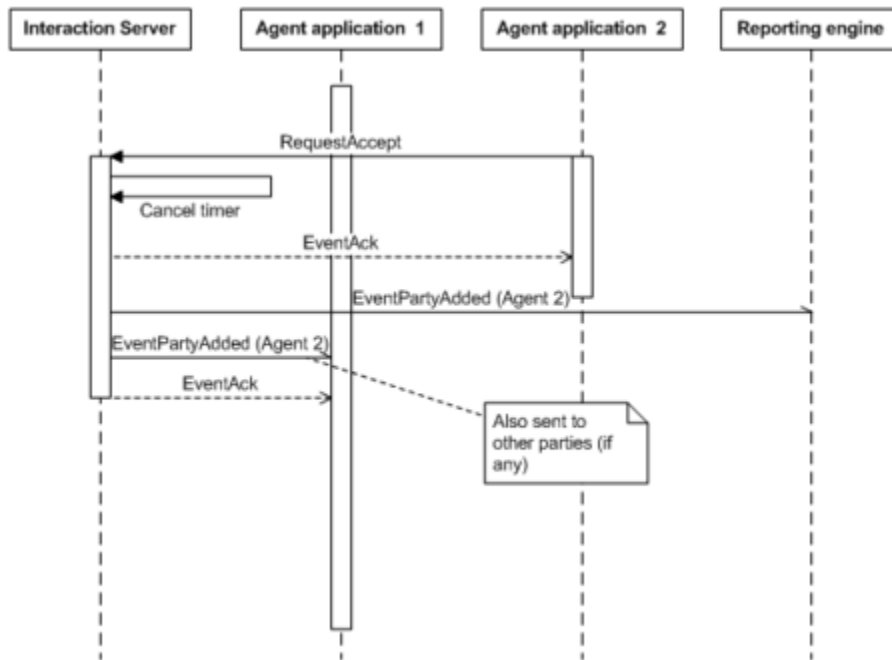 Interaction Server
Agent application 1
Agent application 2
Reporting engine
RequestAccept
Cancel timer
EventAck
EventPartyAdded (Agent 2)
EventPartyAdded (Agent 2)
EventAck
Also sent to
other parties (if
any)